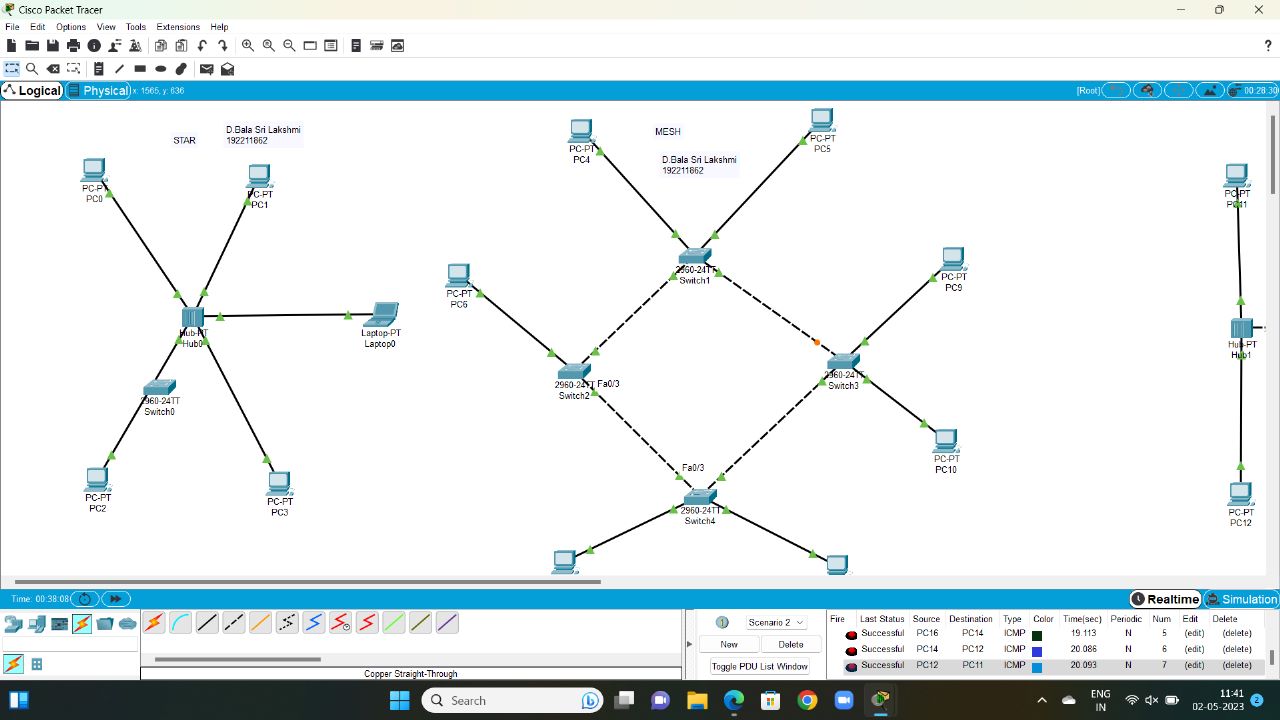 Cisco Packet Tracer
File Edit Options View Tools Extensions Help
?
Logical Physical x: 1565, y: 636 [Root] 00:28:30
STAR
D.Bala Sri Lakshmi
192211862
MESH
D.Bala Sri Lakshmi
192211862
PC-PT
PC0
PC-PT
PC1
PC-PT
PC4
PC-PT
PC5
PC-PT
PC11
2960-24TT
Switch1
PC-PT
PC6
PC-PT
PC9
Hub-PT
Hub0
Laptop-PT
Laptop0
Hub-PT
Hub1
2960-24TT
Switch2
Fa0/3
2960-24TT
Switch3
2960-24TT
Switch0
PC-PT
PC10
Fa0/3
PC-PT
PC2
PC-PT
PC3
2960-24TT
Switch4
PC-PT
PC12
Time: 00:38:08 Realtime Simulation
Scenario 2
New Delete
Toggle PDU List Window
Fire Last Status Source Destination Type Color Time(sec) Periodic Num Edit Delete
Successful PC16 PC14 ICMP 19.113 N 5 (edit) (delete)
Successful PC14 PC12 ICMP 20.086 N 6 (edit) (delete)
Successful PC12 PC11 ICMP 20.093 N 7 (edit) (delete)
Copper Straight-Through
Search
ENG
IN
11:41
02-05-2023
2